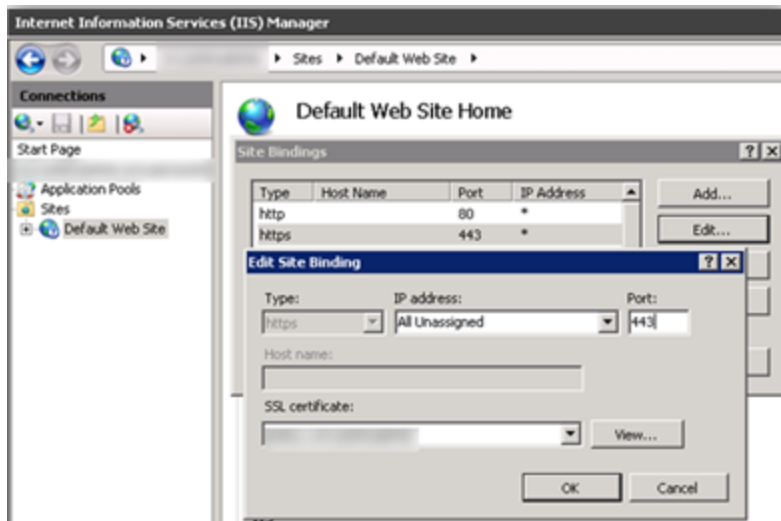 Internet Information Services (IIS) Manager
Sites Default Web Site
Connections
Start Page
Application Pools
Sites
Default Web Site
Default Web Site Home
Site Bindings
Type Host Name Port IP Address
http 80 *
https 443 *
Add...
Edit...
Edit Site Binding
Type: IP address: Port:
https All Unassigned 443
Host name:
SSL certificate:
View...
OK Cancel